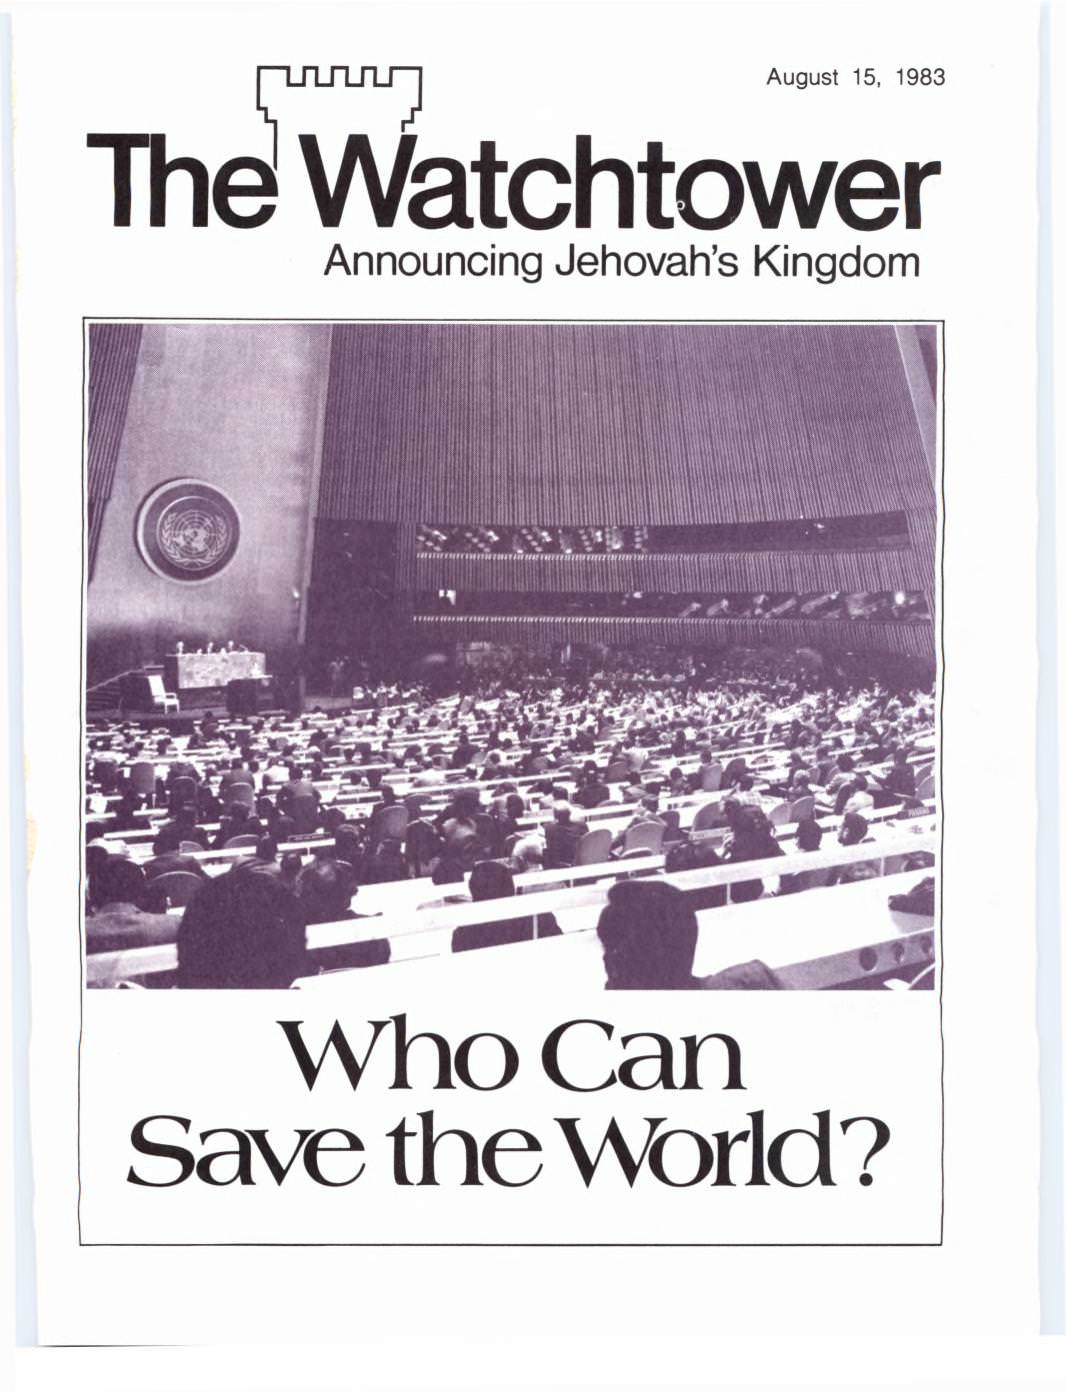 August 15, 1983
The Watchtower
Announcing Jehovah's Kingdom
Who Can
Save the World?